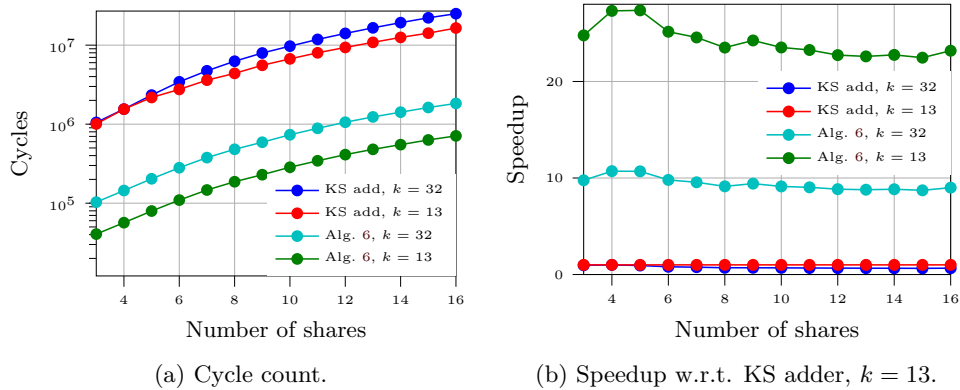 10^7
10^6
10^5
Cycles
4 6 8 10 12 14 16
Number of shares
KS add, k = 32
KS add, k = 13
Alg. 6, k = 32
Alg. 6, k = 13
(a) Cycle count.
20
10
0
Speedup
4 6 8 10 12 14 16
Number of shares
KS add, k = 32
KS add, k = 13
Alg. 6, k = 32
Alg. 6, k = 13
(b) Speedup w.r.t. KS adder, k = 13.